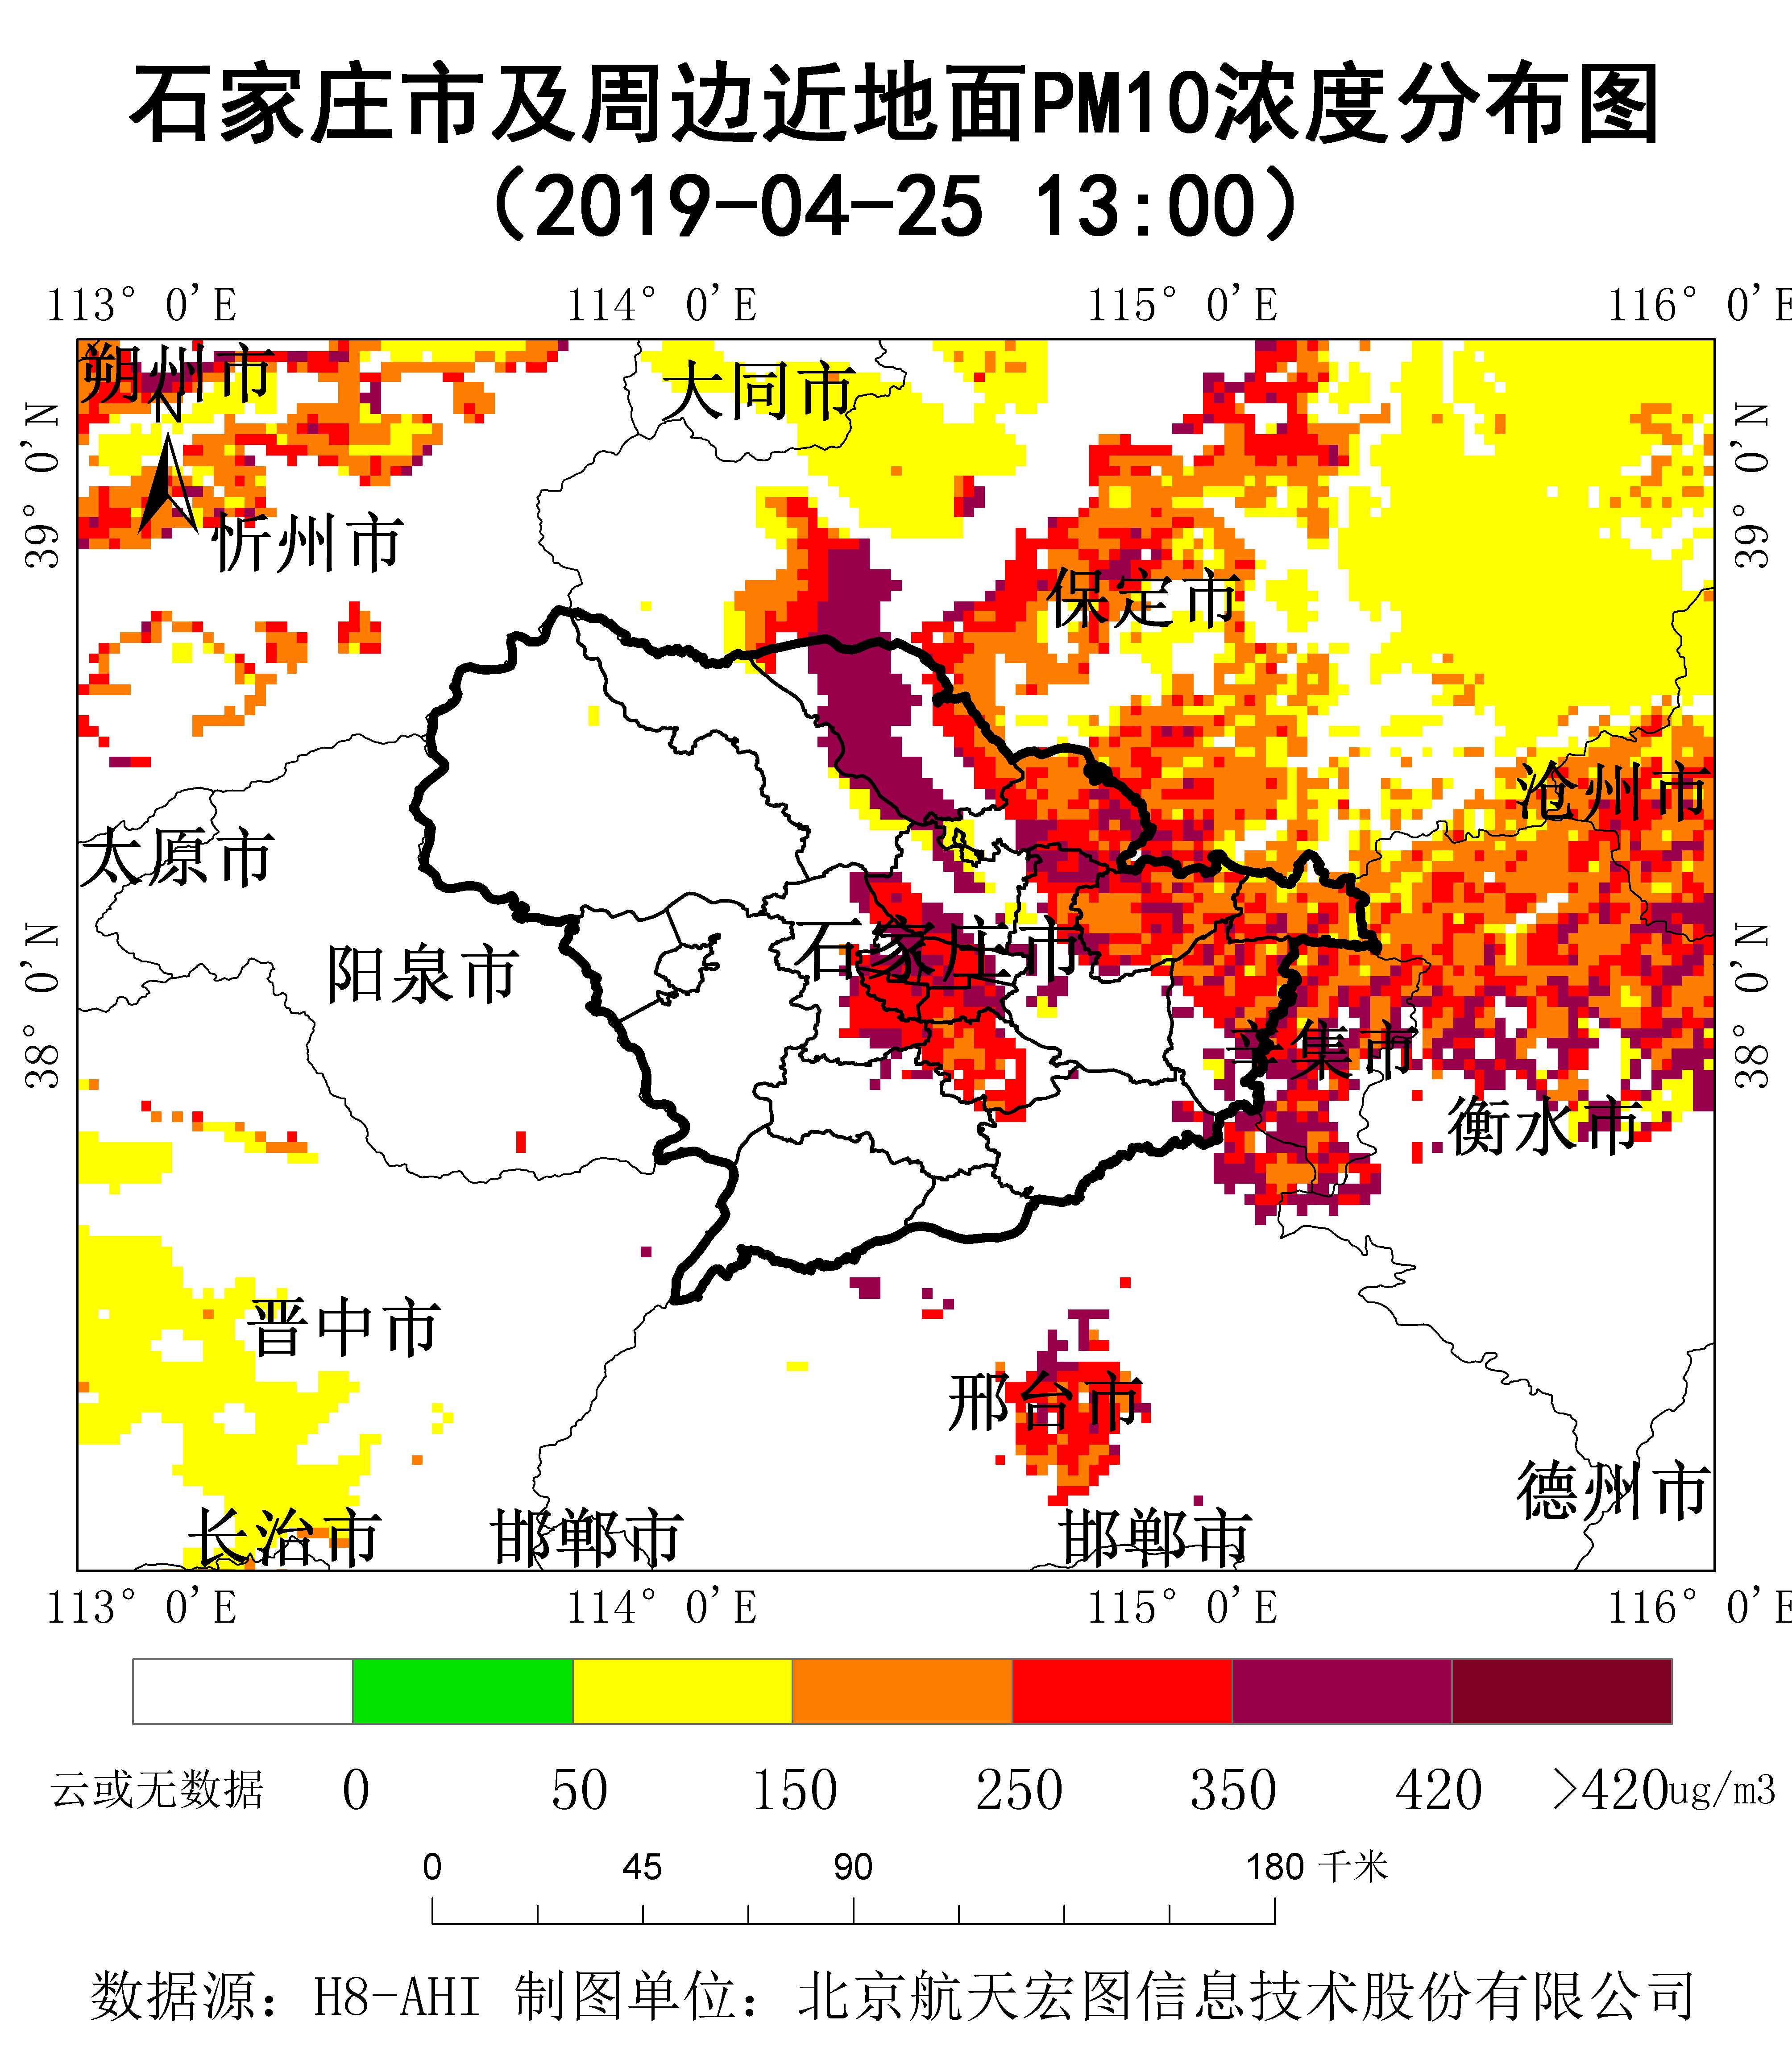 石家庄市及周边近地面PM10浓度分布图
（2019-04-25 13:00）
113° 0'E 114° 0'E 115° 0'E 116° 0'E
朔州市
大同市
N
39° 0'N
39° 0'N
忻州市
保定市
沧州市
太原市
石家庄市
阳泉市
38° 0'N
38° 0'N
辛集市
衡水市
晋中市
邢台市
德州市
长治市
邯郸市
邯郸市
113° 0'E 114° 0'E 115° 0'E 116° 0'E
云或无数据 0 50 150 250 350 420 >420ug/m3
0 45 90 180 千米
数据源：H8-AHI 制图单位：北京航天宏图信息技术股份有限公司